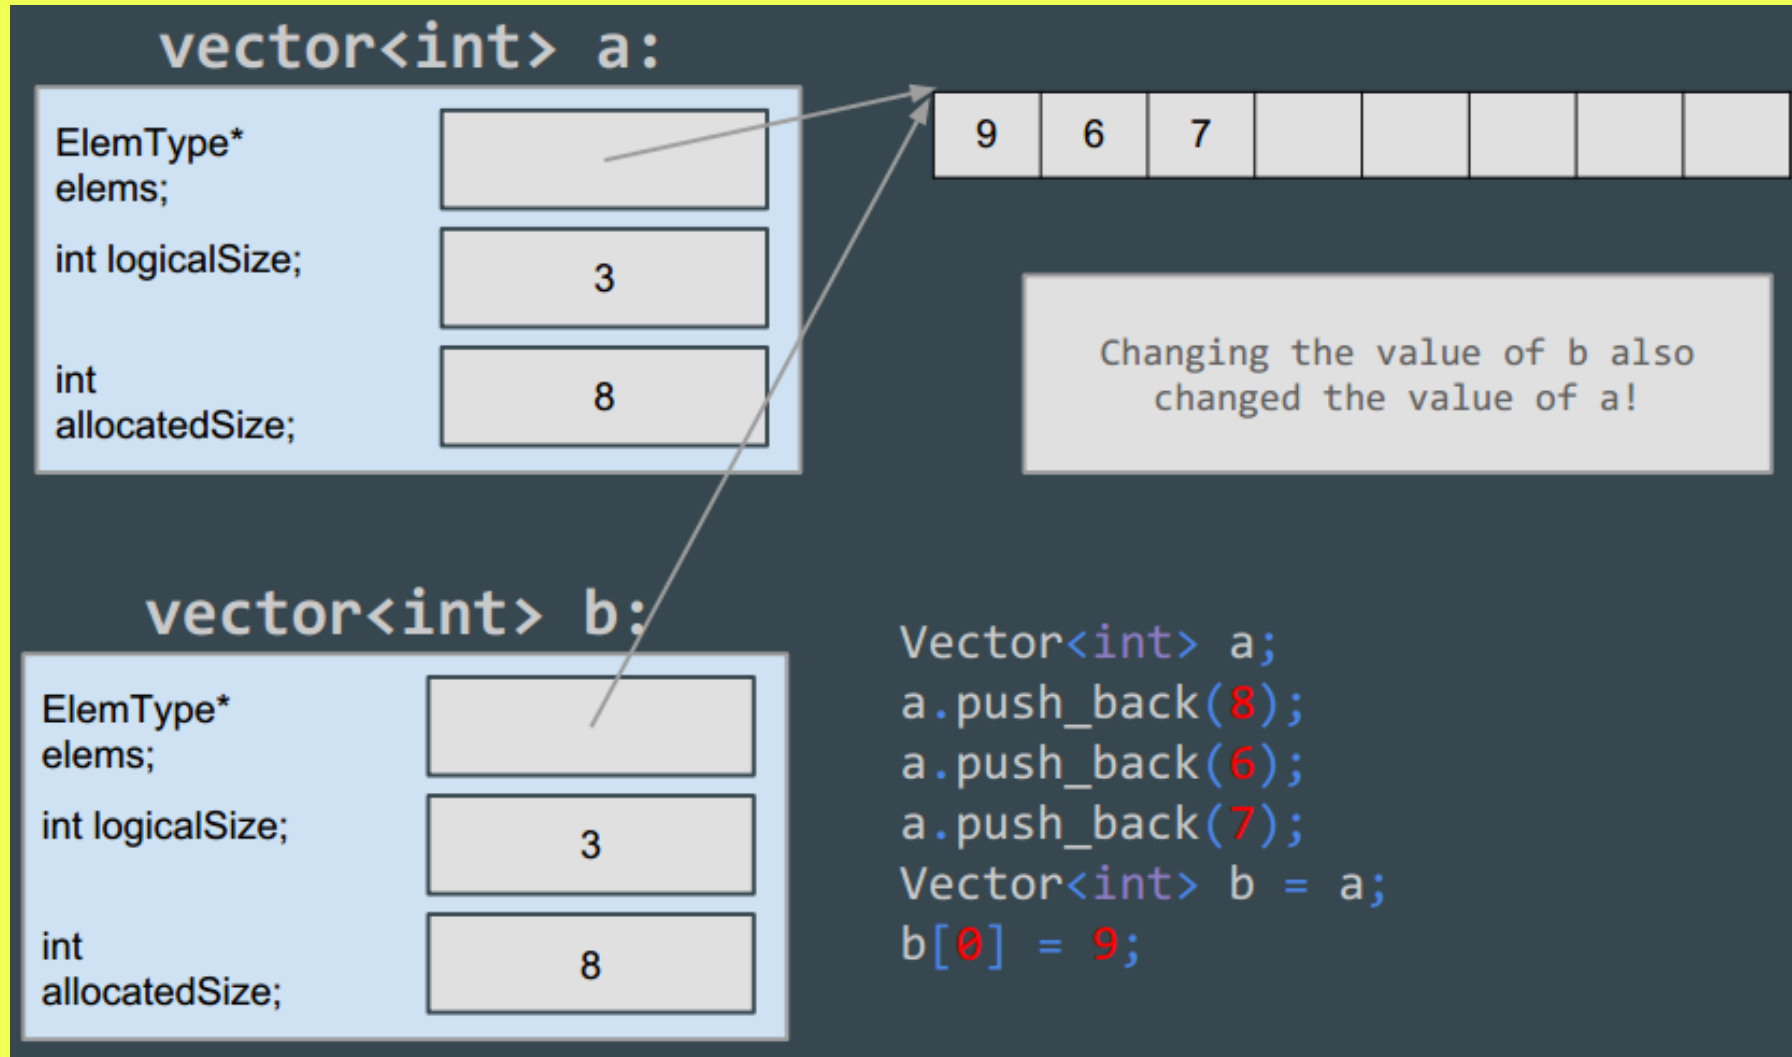 vector<int> a:
ElemType*
elems;
int logicalSize;
3
int
allocatedSize;
8
9 6 7
Changing the value of b also
changed the value of a!
vector<int> b:
ElemType*
elems;
int logicalSize;
3
int
allocatedSize;
8
Vector<int> a;
a.push_back(8);
a.push_back(6);
a.push_back(7);
Vector<int> b = a;
b[0] = 9;